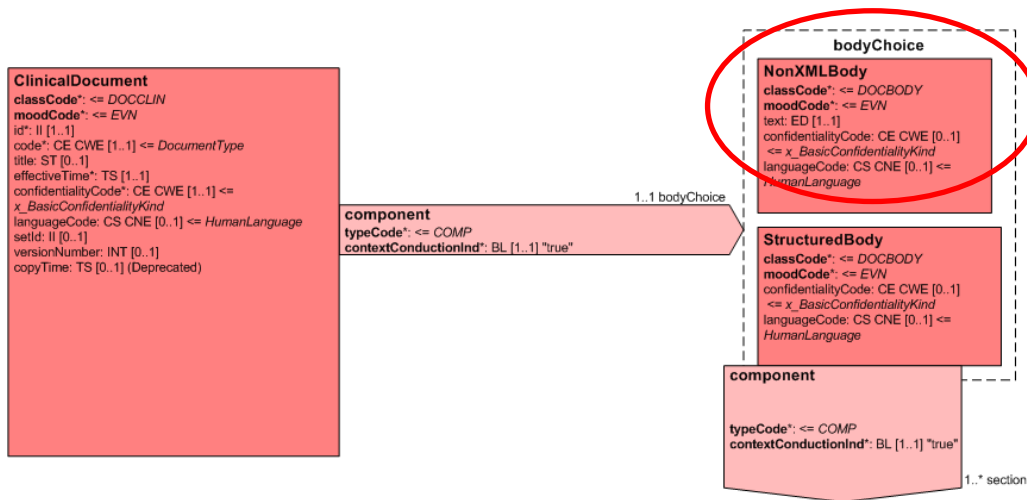 ClinicalDocument
classCode*: <= DOCCLIN
moodCode*: <= EVN
id*: II [1..1]
code*: CE CWE [1..1] <= DocumentType
title: ST [0..1]
effectiveTime*: TS [1..1]
confidentialityCode*: CE CWE [1..1] <=
x_BasicConfidentialityKind
languageCode: CS CNE [0..1] <= HumanLanguage
setId: II [0..1]
versionNumber: INT [0..1]
copyTime: TS [0..1] (Deprecated)
1..1 bodyChoice
component
typeCode*: <= COMP
contextConductionInd*: BL [1..1] "true"
bodyChoice
NonXMLBody
classCode*: <= DOCBODY
moodCode*: <= EVN
text: ED [1..1]
confidentialityCode: CE CWE [0..1]
<= x_BasicConfidentialityKind
languageCode: CS CNE [0..1] <=
HumanLanguage
StructuredBody
classCode*: <= DOCBODY
moodCode*: <= EVN
confidentialityCode: CE CWE [0..1]
<= x_BasicConfidentialityKind
languageCode: CS CNE [0..1] <=
HumanLanguage
component
typeCode*: <= COMP
contextConductionInd*: BL [1..1] "true"
1..* section